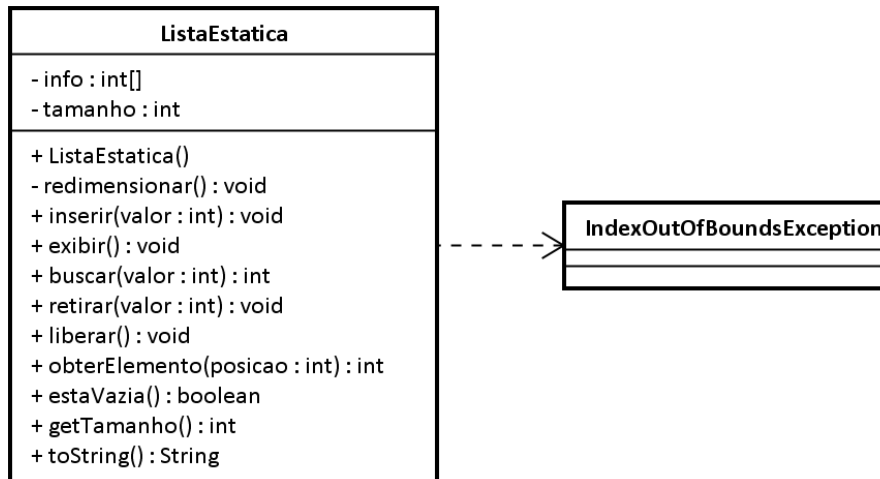 ListaEstatica
- info : int[]
- tamanho : int
+ ListaEstatica()
- redimensionar() : void
+ inserir(valor : int) : void
+ exibir() : void
+ buscar(valor : int) : int
+ retirar(valor : int) : void
+ liberar() : void
+ obterElemento(posicao : int) : int
+ estaVazia() : boolean
+ getTamanho() : int
+ toString() : String
IndexOutOfBoundsException